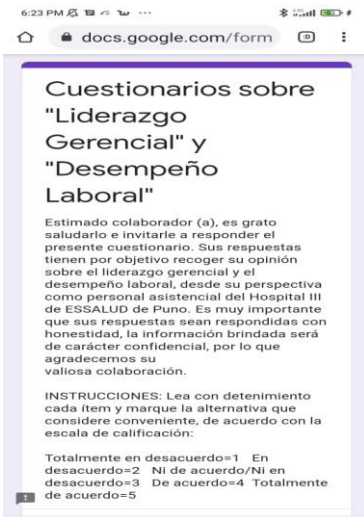 6:23 PM
docs.google.com/form
Cuestionarios sobre
"Liderazgo
Gerencial" y
"Desempeño
Laboral"
Estimado colaborador (a), es grato
saludarlo e invitarle a responder el
presente cuestionario. Sus respuestas
tienen por objetivo recoger su opinión
sobre el liderazgo gerencial y el
desempeño laboral, desde su perspectiva
como personal asistencial del Hospital III
de ESSALUD de Puno. Es muy importante
que sus respuestas sean respondidas con
honestidad, la información brindada será
de carácter confidencial, por lo que
agradecemos su
valiosa colaboración.
INSTRUCCIONES: Lea con detenimiento
cada ítem y marque la alternativa que
considere conveniente, de acuerdo con la
escala de calificación:
Totalmente en desacuerdo=1 En
desacuerdo=2 Ni de acuerdo/Ni en
desacuerdo=3 De acuerdo=4 Totalmente
de acuerdo=5